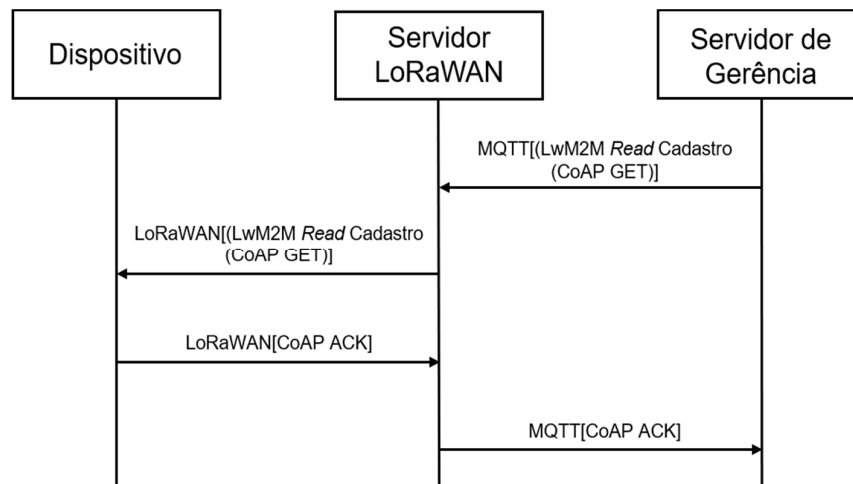 Dispositivo
Servidor
LoRaWAN
Servidor de
Gerência
MQTT[(LwM2M Read Cadastro
(CoAP GET)]
LoRaWAN[(LwM2M Read Cadastro
(CoAP GET)]
LoRaWAN[CoAP ACK]
MQTT[CoAP ACK]